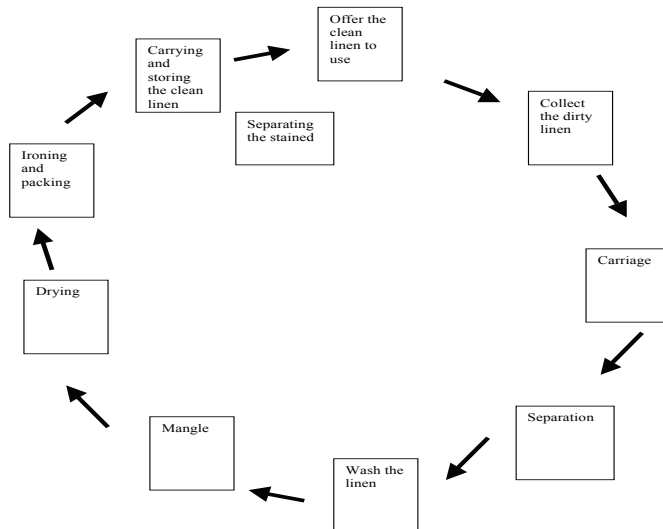 Offer the
clean
linen to
use
Carrying
and
storing
the clean
linen
Separating
the stained
Collect
the dirty
linen
Ironing
and
packing
Carriage
Drying
Separation
Mangle
Wash the
linen